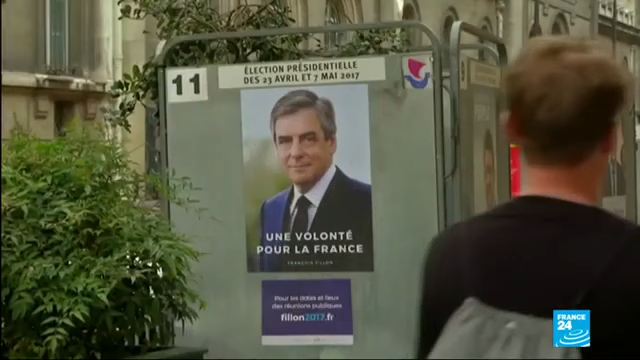 11
ÉLECTION PRÉSIDENTIELLE
DES 23 AVRIL ET 7 MAI 2017
UNE VOLONTÉ
POUR LA FRANCE
FRANÇOIS FILLON
Pour les dates et lieux
des réunions publiques
fillon2017.fr
FRANCE
24